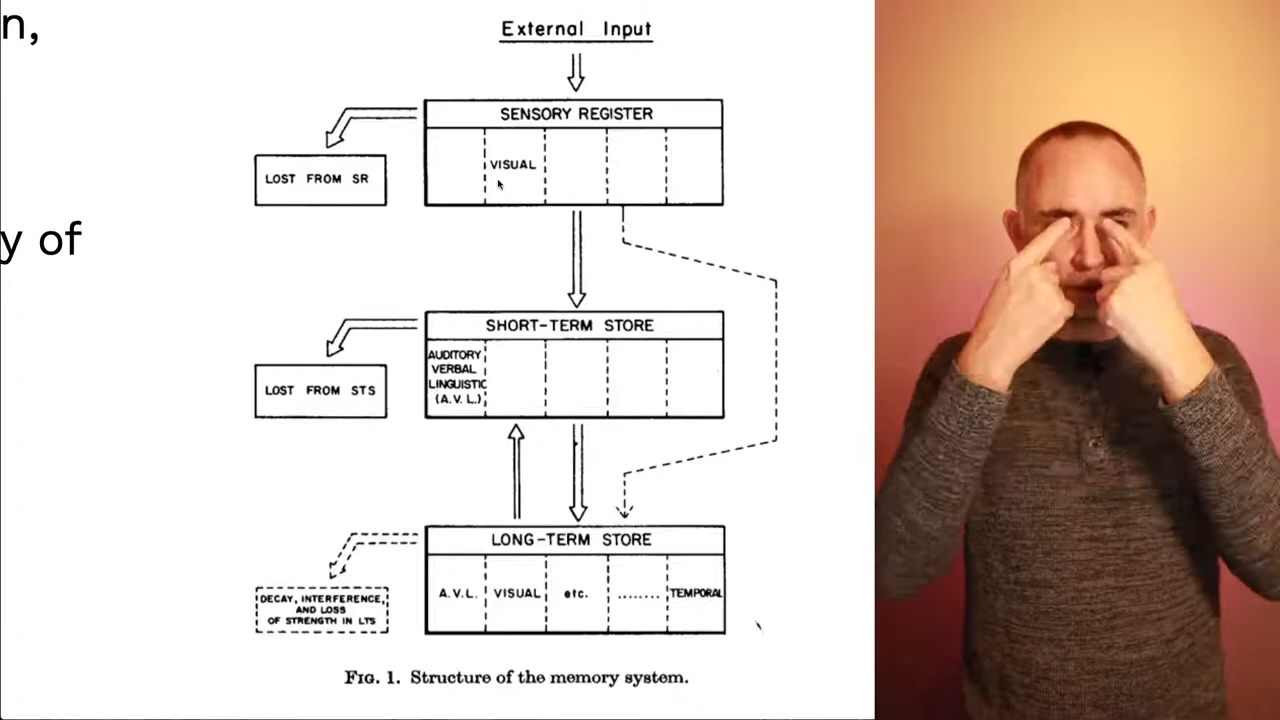 n,
y of
External Input
SENSORY REGISTER
VISUAL
LOST FROM SR
SHORT-TERM STORE
AUDITORY
VERBAL
LINGUISTIC
(A.V.L.)
LOST FROM STS
LONG-TERM STORE
A.V.L. VISUAL etc. ........ TEMPORAL
DECAY, INTERFERENCE,
AND LOSS
OF STRENGTH IN LTS
FIG. 1. Structure of the memory system.